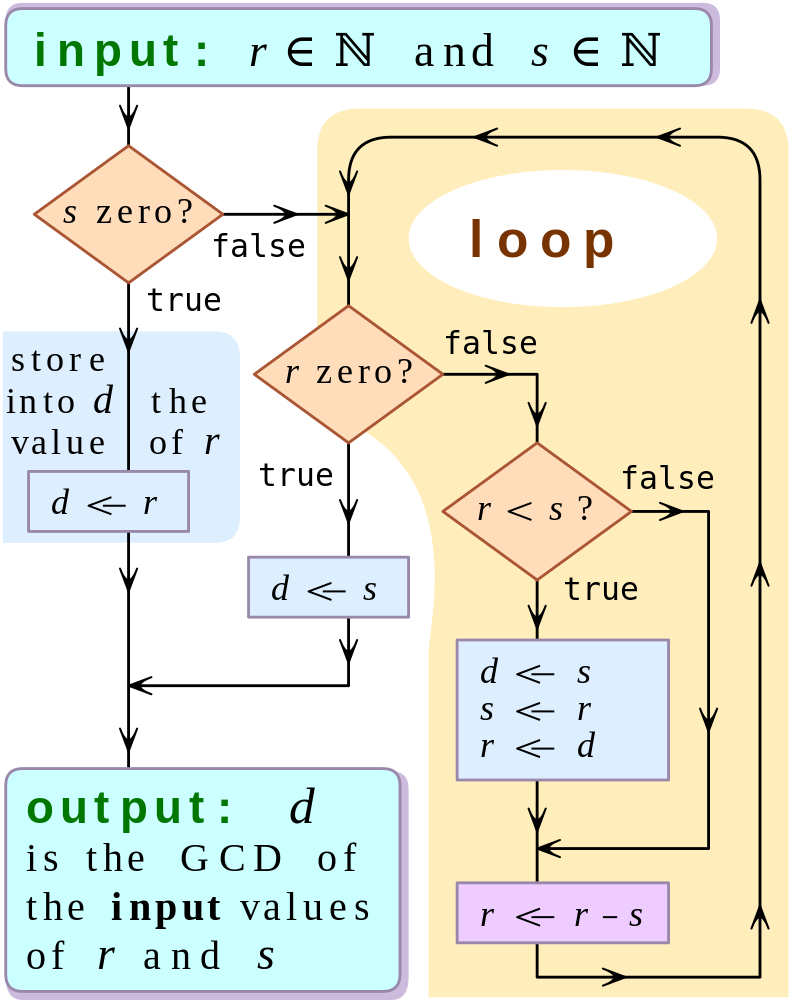 input: r ∈ ℕ and s ∈ ℕ
s zero?
false
true
loop
store
into d the
value of r
d ← r
r zero?
false
true
d ← s
r < s ?
false
true
d ← s
s ← r
r ← d
r ← r − s
output: d
is the GCD of
the input values
of r and s